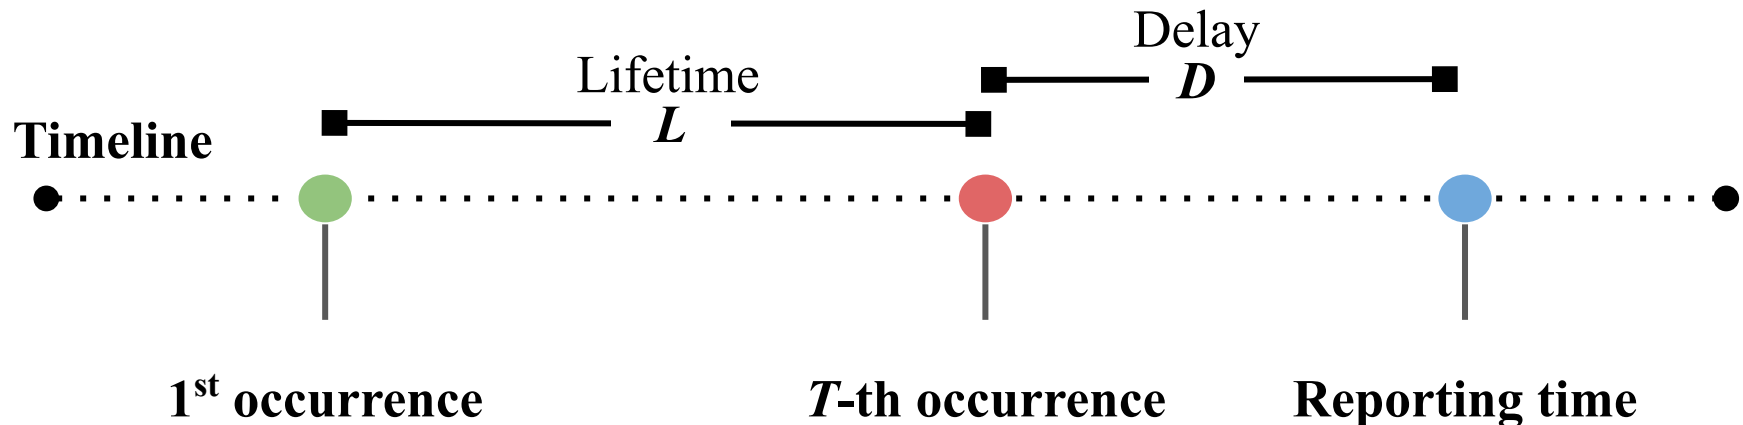 Delay
D
Lifetime
L
Timeline
1st occurrence
T-th occurrence
Reporting time